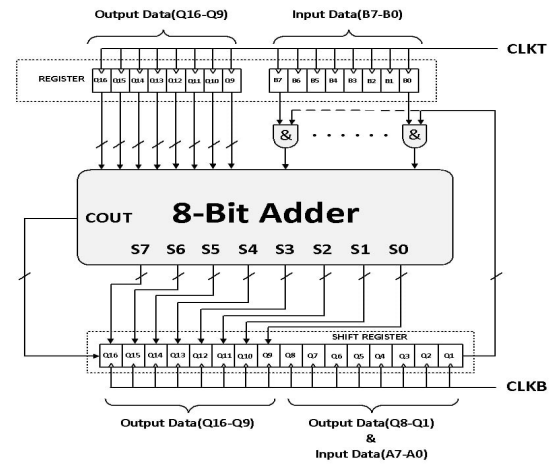 Output Data(Q16-Q9) Input Data(B7-B0)
CLKT
REGISTER Q16 Q15 Q14 Q13 Q12 Q11 Q10 Q9 B7 B6 B5 B4 B3 B2 B1 B0
& &
8-Bit Adder
COUT
S7 S6 S5 S4 S3 S2 S1 S0
SHIFT REGISTER
Q16 Q15 Q14 Q13 Q12 Q11 Q10 Q9 Q8 Q7 Q6 Q5 Q4 Q3 Q2 Q1
CLKB
Output Data(Q16-Q9) Output Data(Q8-Q1)
&
Input Data(A7-A0)